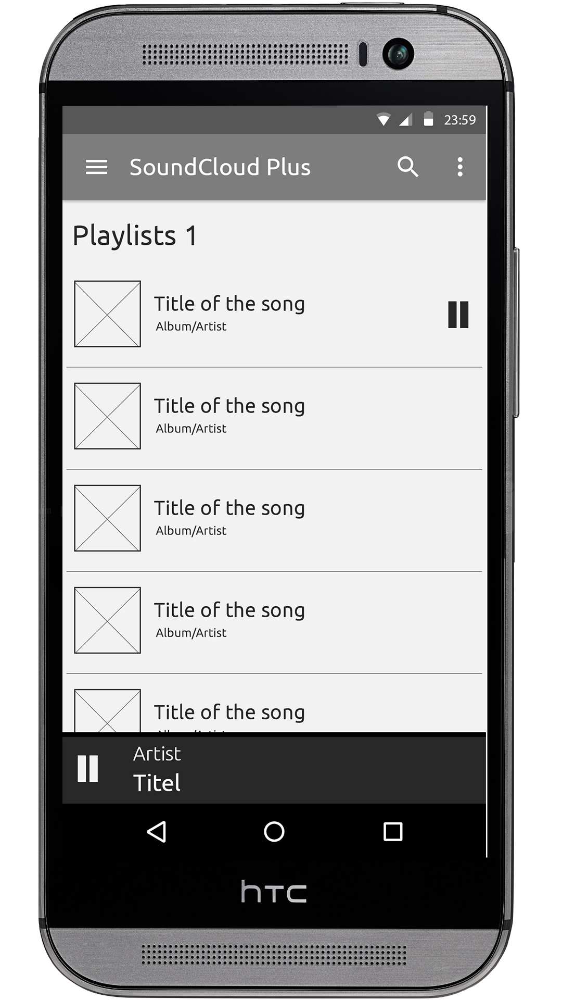 23:59
SoundCloud Plus
Playlists 1
Title of the song
Album/Artist
Title of the song
Album/Artist
Title of the song
Album/Artist
Title of the song
Album/Artist
Title of the song
Artist
Titel
hTC